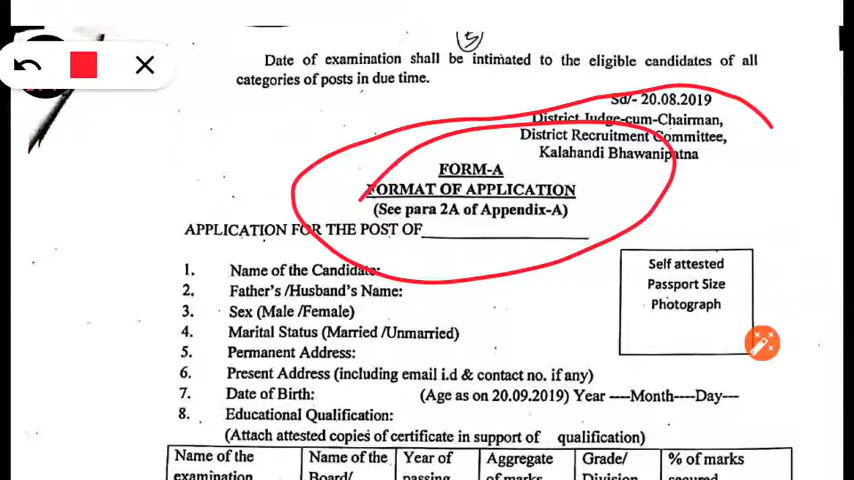 5
Date of examination shall be intimated to the eligible candidates of all
categories of posts in due time.
Sd/- 20.08.2019
District Judge-cum-Chairman,
District Recruitment Committee,
Kalahandi Bhawanipatna
FORM-A
FORMAT OF APPLICATION
(See para 2A of Appendix-A)
APPLICATION FOR THE POST OF
1. Name of the Candidate:
2. Father's /Husband's Name:
3. Sex (Male /Female)
4. Marital Status (Married /Unmarried)
5. Permanent Address:
6. Present Address (including email i.d & contact no. if any)
7. Date of Birth: (Age as on 20.09.2019) Year ----Month----Day---
8. Educational Qualification:
(Attach attested copies of certificate in support of qualification)
Self attested
Passport Size
Photograph
Name of the examination
Name of the Board/
Year of passing
Aggregate of marks
Grade/ Division
% of marks secured